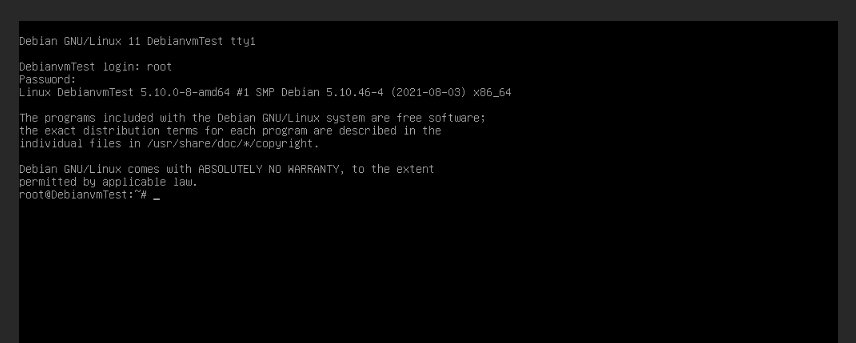 Debian GNU/Linux 11 DebianvmTest tty1
DebianvmTest login: root
Password:
Linux DebianvmTest 5.10.0-8-amd64 #1 SMP Debian 5.10.46-4 (2021-08-03) x86_64
The programs included with the Debian GNU/Linux system are free software;
the exact distribution terms for each program are described in the
individual files in /usr/share/doc/*/copyright.
Debian GNU/Linux comes with ABSOLUTELY NO WARRANTY, to the extent
permitted by applicable law.
root@DebianvmTest:~# _